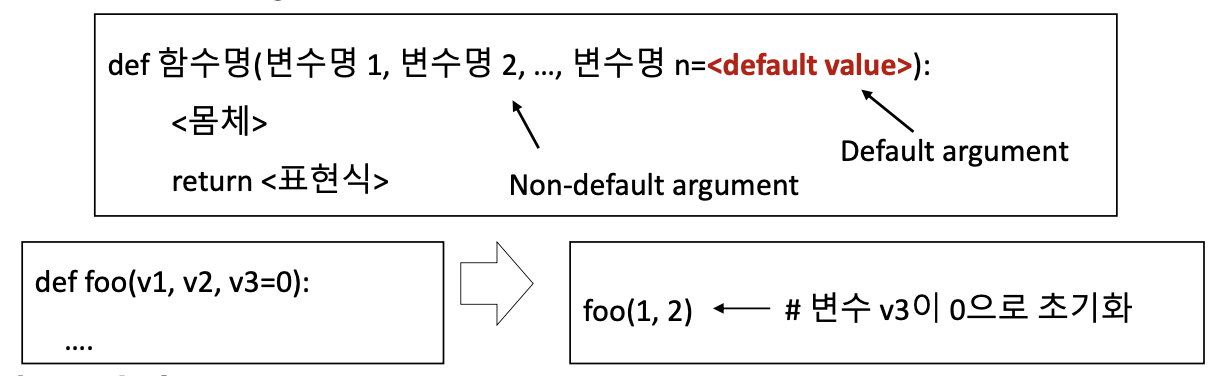 def 함수명(변수명 1, 변수명 2, …, 변수명 n=<default value>):
<몸체>
Default argument
return <표현식>
Non-default argument
def foo(v1, v2, v3=0):
….
foo(1, 2)
# 변수 v3이 0으로 초기화